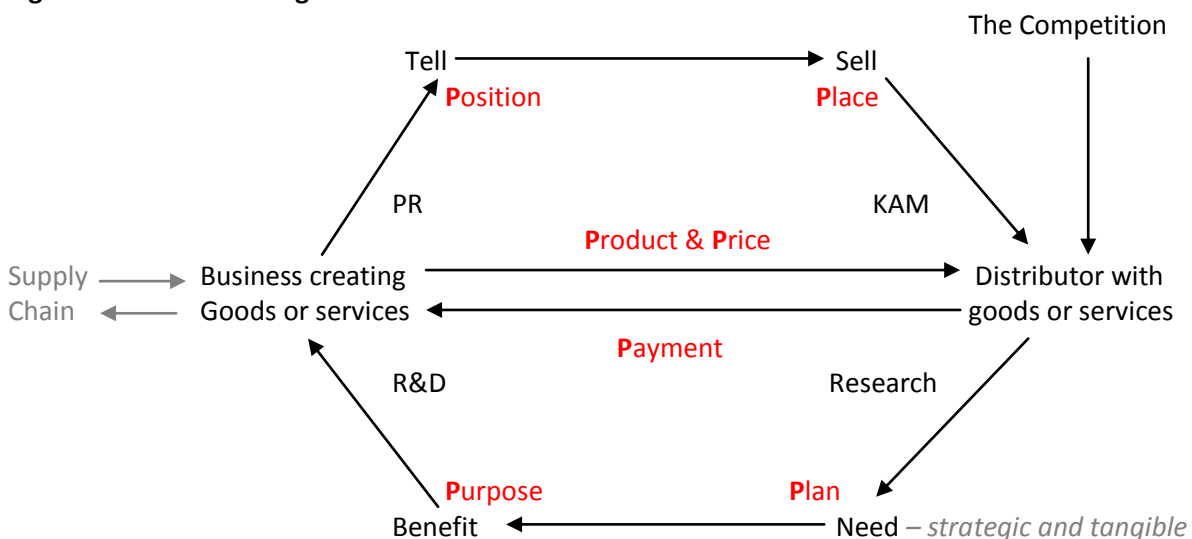 The Competition
Tell
Sell
Position
Place
PR
KAM
Product & Price
Supply
Business creating
Distributor with
Chain
Goods or services
goods or services
Payment
R&D
Research
Purpose
Plan
Benefit
Need – strategic and tangible